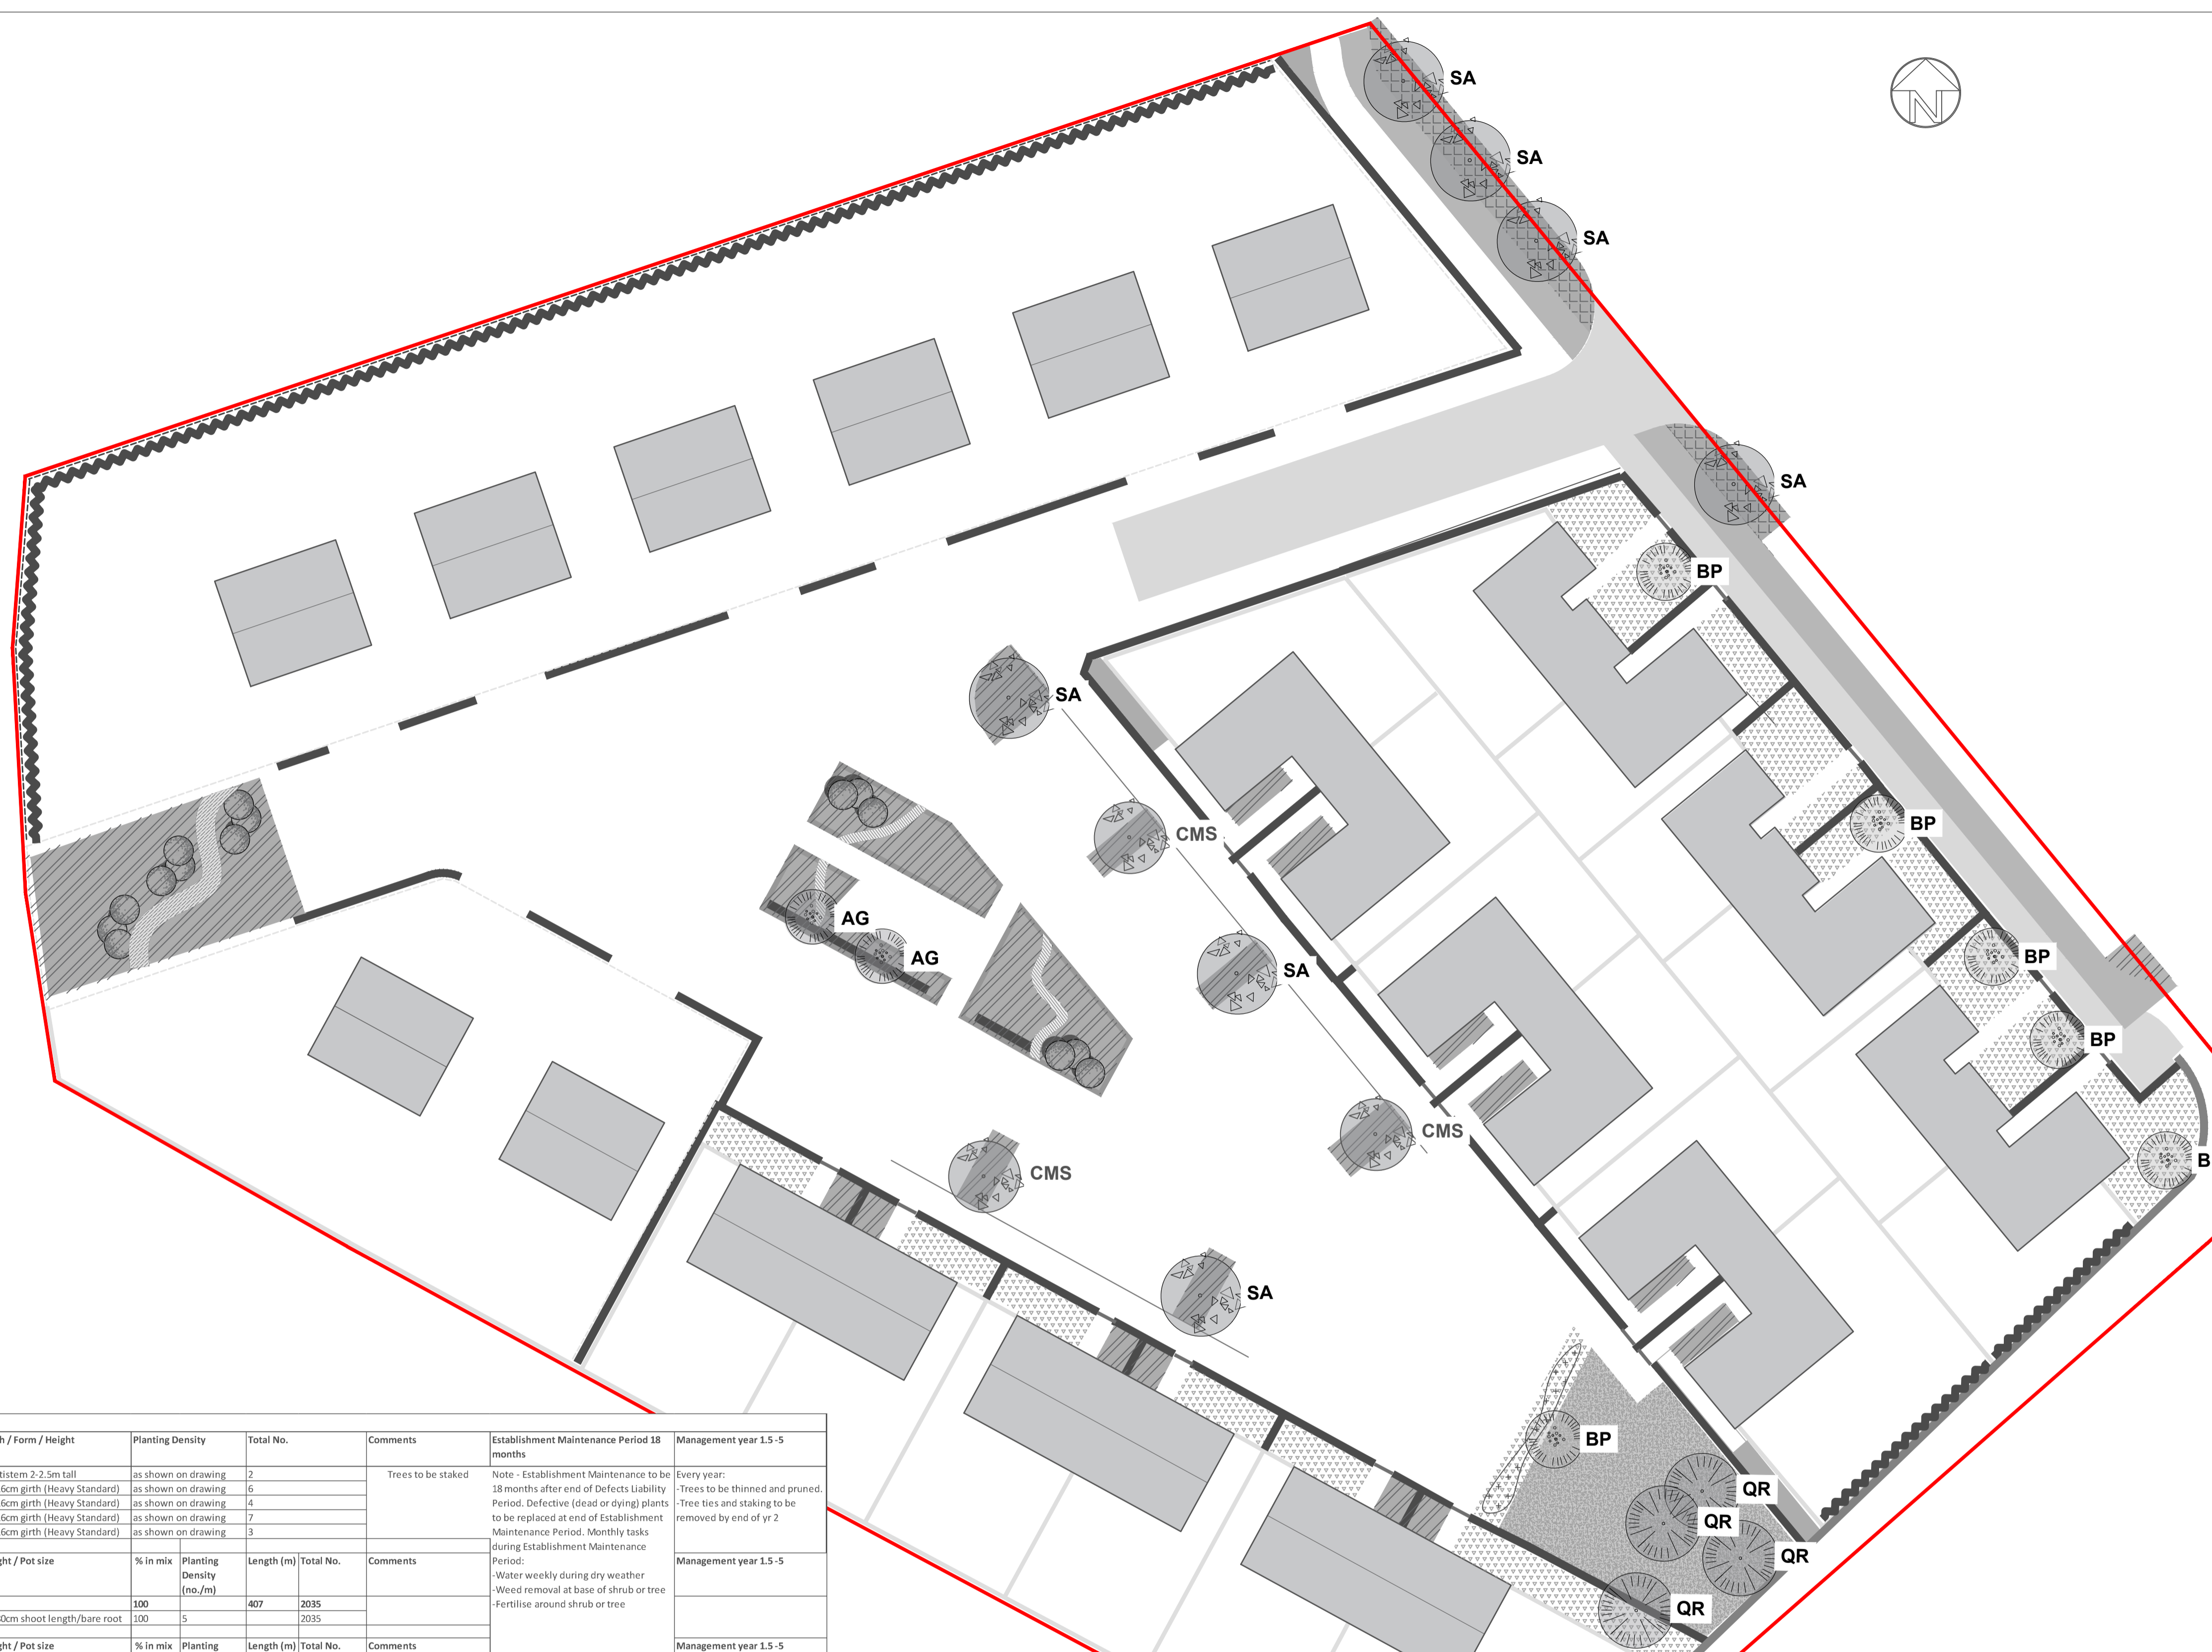 SA
N
SA
SA
SA
BP
SA
BP
CMS
AG
BP
AG
SA
BP
CMS
B
CMS
SA
BP
QR
QR
QR
QR
h / Form / Height Planting Density Total No. Comments Establishment Maintenance Period 18 months Management year 1.5 -5
tistem 2-2.5m tall as shown on drawing 2 Trees to be staked
6cm girth (Heavy Standard) as shown on drawing 6
6cm girth (Heavy Standard) as shown on drawing 4
6cm girth (Heavy Standard) as shown on drawing 7
6cm girth (Heavy Standard) as shown on drawing 3
Note - Establishment Maintenance to be
18 months after end of Defects Liability
Period. Defective (dead or dying) plants
to be replaced at end of Establishment
Maintenance Period. Monthly tasks
during Establishment Maintenance
Period:
-Water weekly during dry weather
-Weed removal at base of shrub or tree
-Fertilise around shrub or tree
Every year:
-Trees to be thinned and pruned.
-Tree ties and staking to be
removed by end of yr 2
ght / Pot size % in mix Planting Density (no./m) Length (m) Total No. Comments Management year 1.5 -5
100 407 2035
0cm shoot length/bare root 100 5 2035
ght / Pot size % in mix Planting Length (m) Total No. Comments Management year 1.5 -5